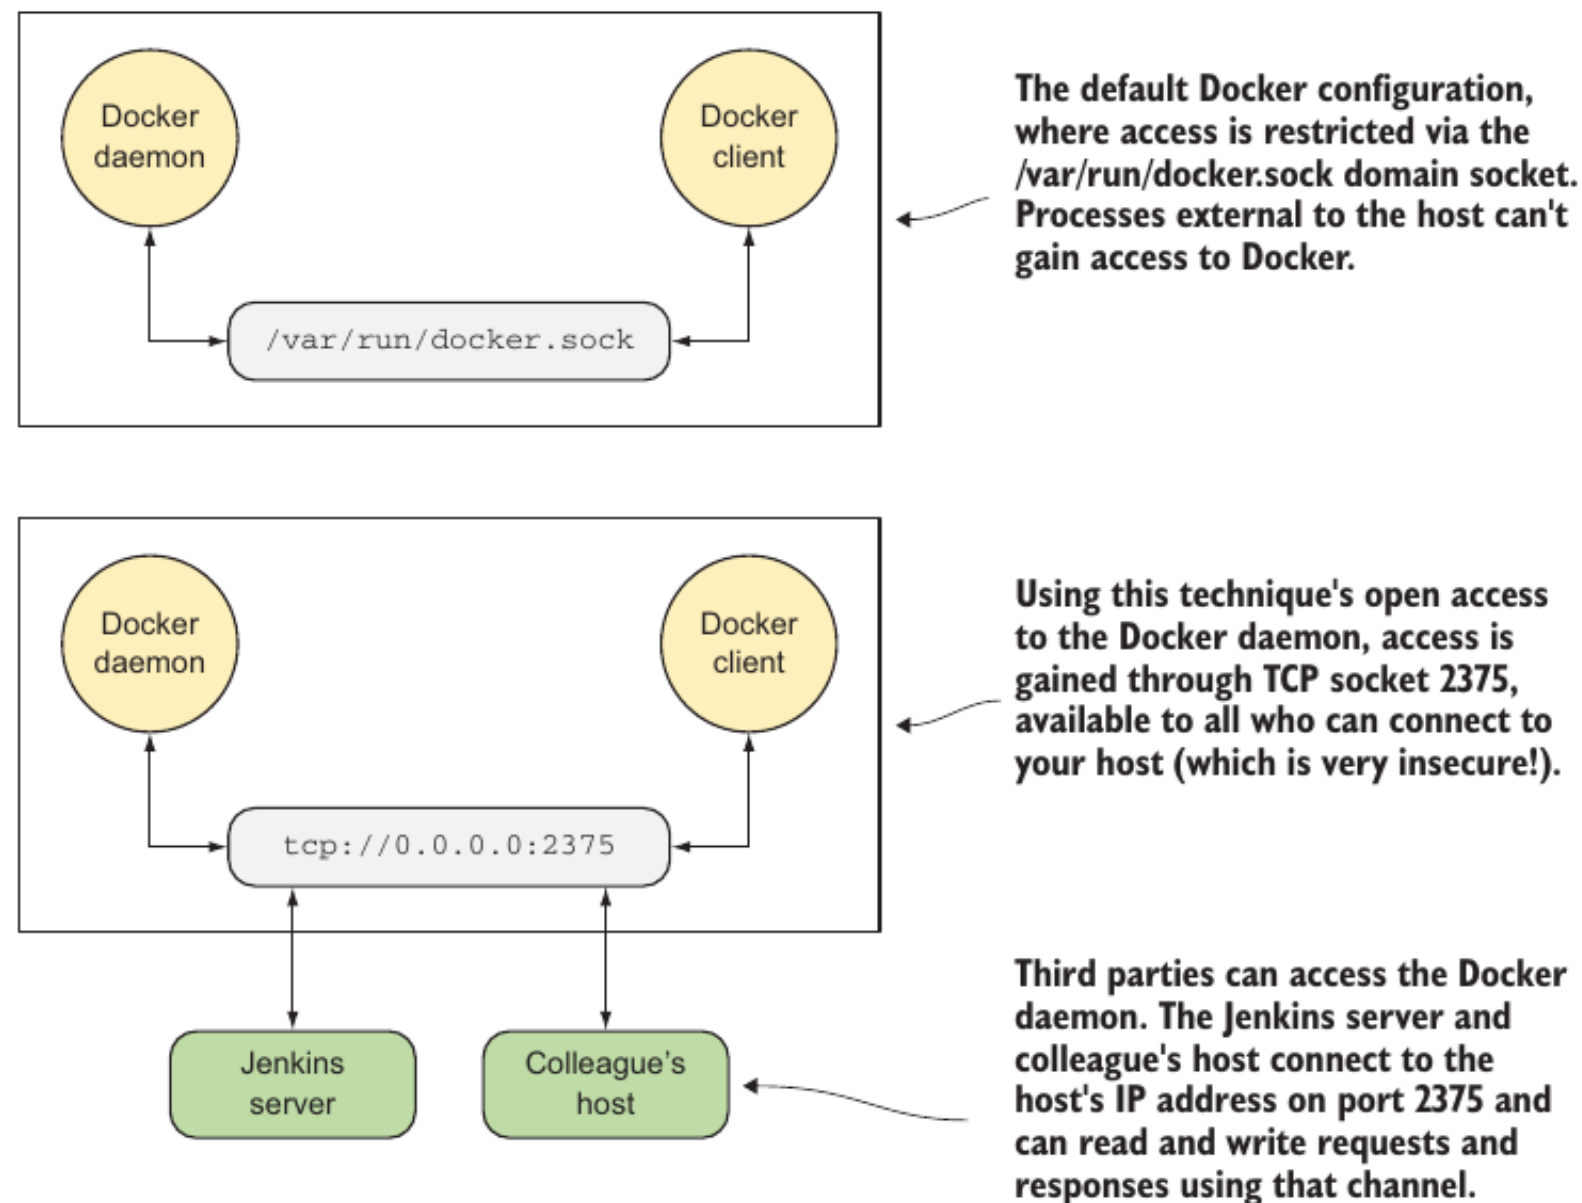 Docker
daemon
Docker
client
/var/run/docker.sock
The default Docker configuration,
where access is restricted via the
/var/run/docker.sock domain socket.
Processes external to the host can't
gain access to Docker.
Docker
daemon
Docker
client
tcp://0.0.0.0:2375
Using this technique's open access
to the Docker daemon, access is
gained through TCP socket 2375,
available to all who can connect to
your host (which is very insecure!).
Jenkins
server
Colleague's
host
Third parties can access the Docker
daemon. The Jenkins server and
colleague's host connect to the
host's IP address on port 2375 and
can read and write requests and
responses using that channel.